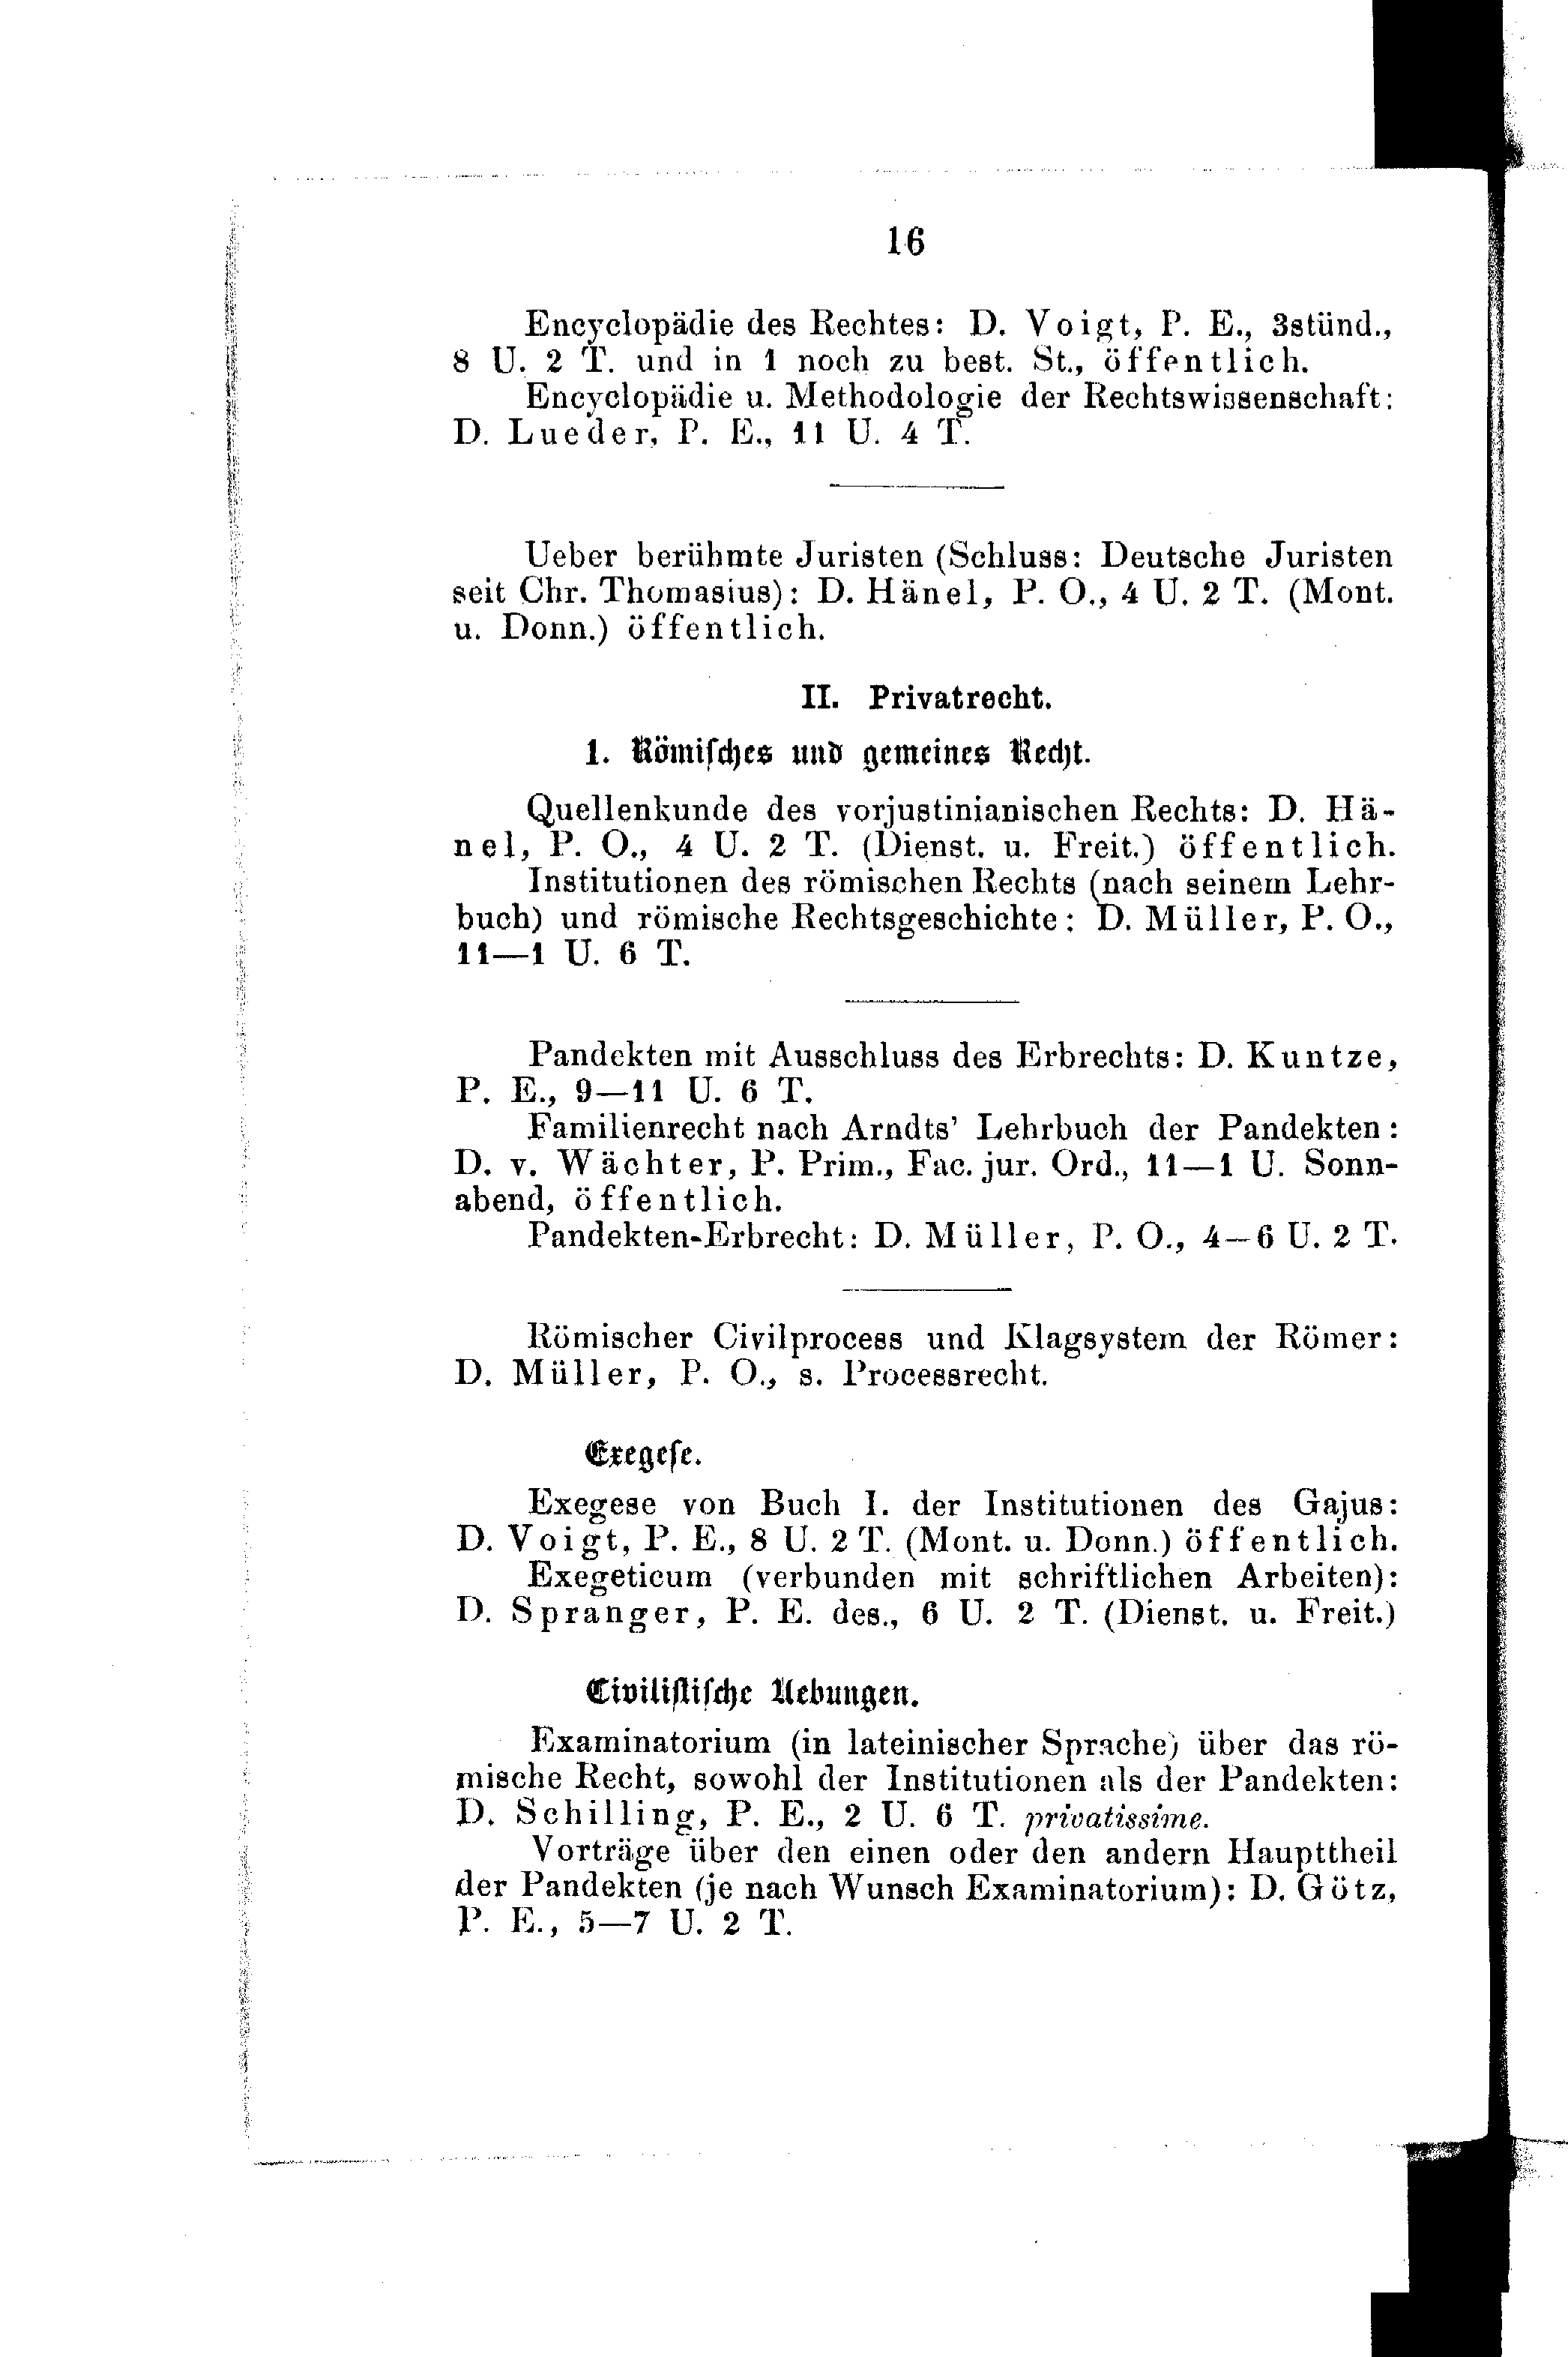 16
Encyclopädie des Rechtes: D. Voigt, P. E., 3stünd.,
8 U. 2 T. und in 1 noch zu best. St., öffentlich.
Encyclopädie u. Methodologie der Rechtswissenschaft:
D. Lueder, P. E., 11 U. 4 T.
Ueber berühmte Juristen (Schluss: Deutsche Juristen
seit Chr. Thomasius): D. Hänel, P. O., 4 U. 2 T. (Mont.
u. Donn.) öffentlich.
II. Privatrecht.
1. Römiſches und gemeines Recht.
Quellenkunde des vorjustinianischen Rechts: D. Hä-
nel, P. O., 4 U. 2 T. (Dienst. u. Freit.) öffentlich.
Institutionen des römischen Rechts (nach seinem Lehr-
buch) und römische Rechtsgeschichte: D. Müller, P. O.,
11—1 U. 6 T.
Pandekten mit Ausschluss des Erbrechts: D. Kuntze,
P. E., 9—11 U. 6 T.
Familienrecht nach Arndts' Lehrbuch der Pandekten:
D. v. Wächter, P. Prim., Fac. jur. Ord., 11—1 U. Sonn-
abend, öffentlich.
Pandekten-Erbrecht: D. Müller, P. O., 4—6 U. 2 T.
Römischer Civilprocess und Klagsystem der Römer:
D. Müller, P. O., s. Processrecht.
Exegeſe.
Exegese von Buch I. der Institutionen des Gajus:
D. Voigt, P. E., 8 U. 2 T. (Mont. u. Donn.) öffentlich.
Exegeticum (verbunden mit schriftlichen Arbeiten):
D. Spranger, P. E. des., 6 U. 2 T. (Dienst. u. Freit.)
Civiliſtiſche Uebungen.
Examinatorium (in lateinischer Sprache) über das rö-
mische Recht, sowohl der Institutionen als der Pandekten:
D. Schilling, P. E., 2 U. 6 T. privatissime.
Vorträge über den einen oder den andern Haupttheil
der Pandekten (je nach Wunsch Examinatorium): D. Götz,
P. E., 5—7 U. 2 T.